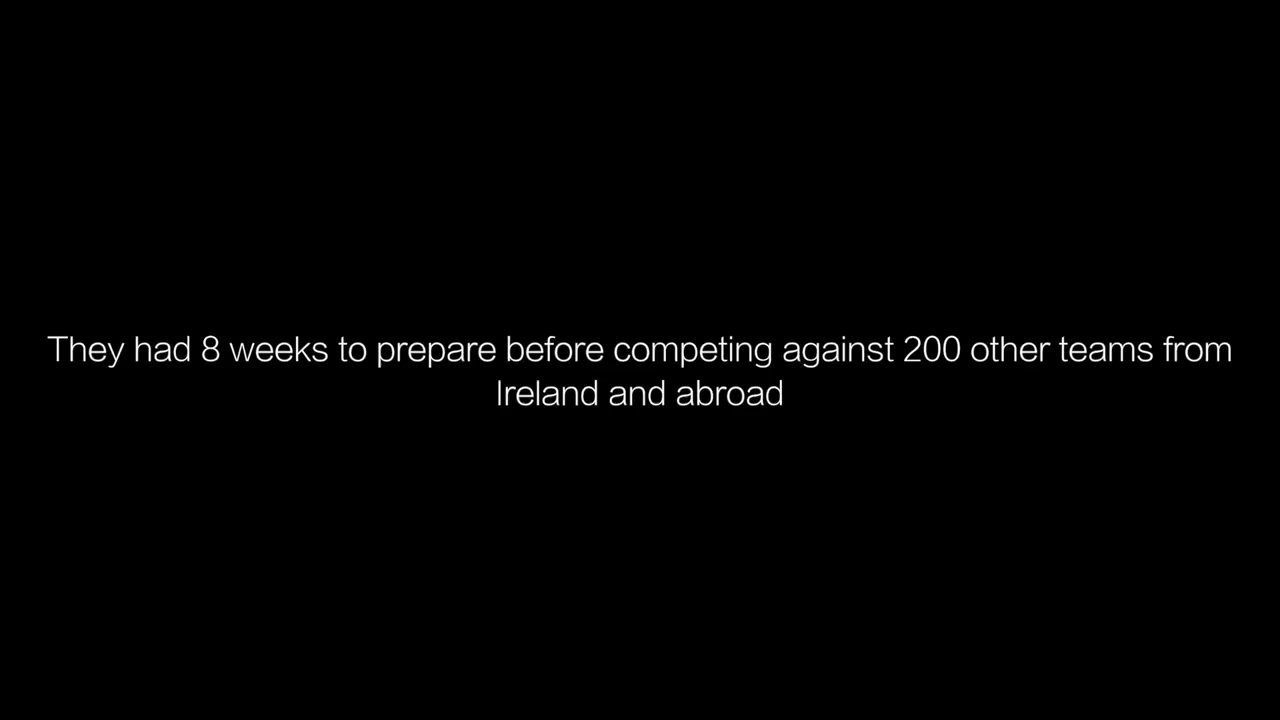 They had 8 weeks to prepare before competing against 200 other teams from
Ireland and abroad